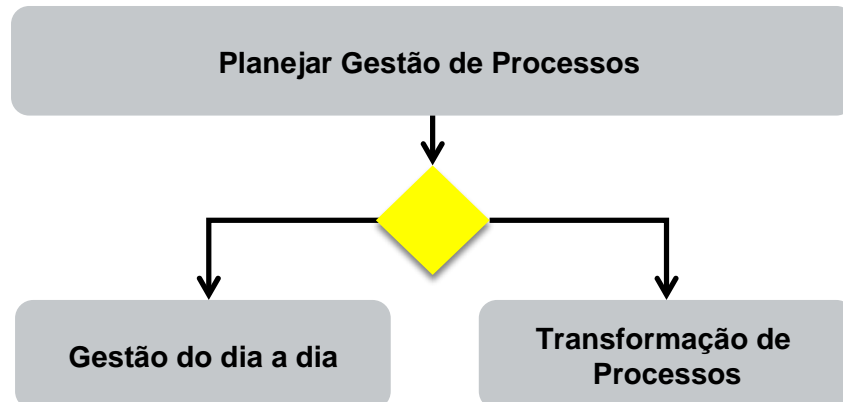 Planejar Gestão de Processos
Gestão do dia a dia
Transformação de
Processos